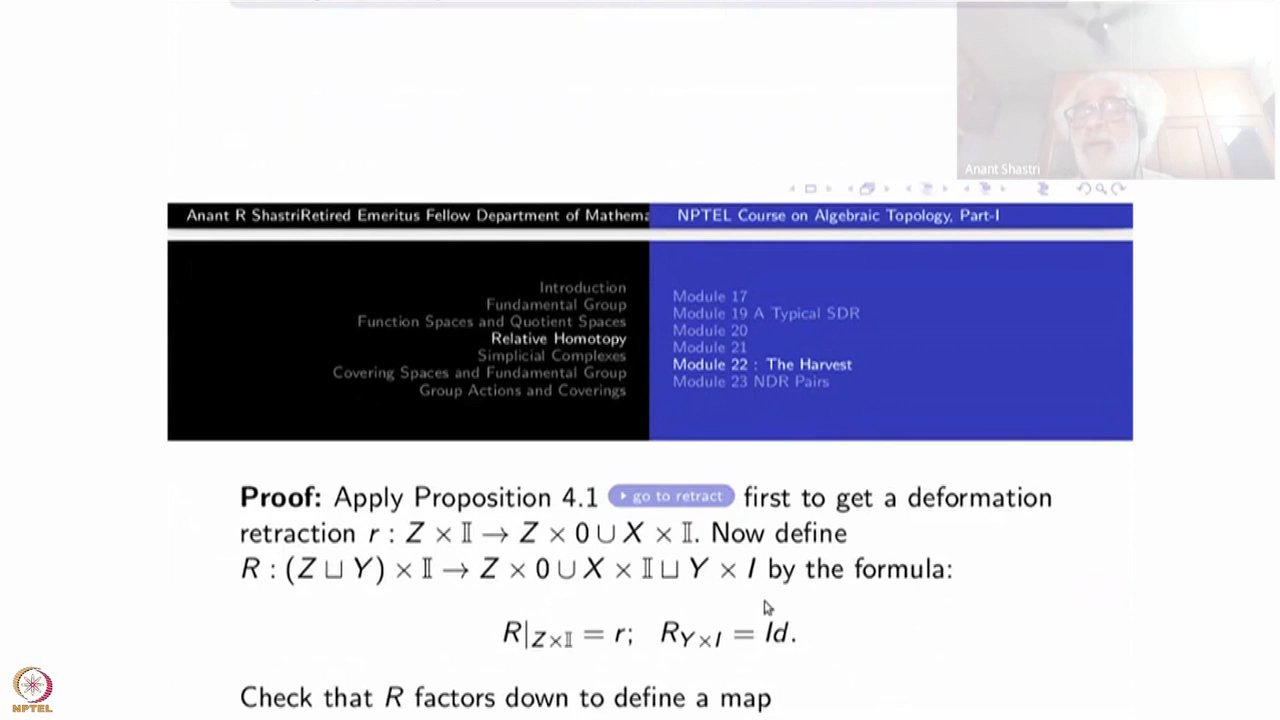 Anant Shastri
Anant R ShastriRetired Emeritus Fellow Department of Mathema
NPTEL Course on Algebraic Topology, Part-I
Introduction
Fundamental Group
Function Spaces and Quotient Spaces
Relative Homotopy
Simplicial Complexes
Covering Spaces and Fundamental Group
Group Actions and Coverings
Module 17
Module 19 A Typical SDR
Module 20
Module 21
Module 22 : The Harvest
Module 23 NDR Pairs
Proof: Apply Proposition 4.1 go to retract first to get a deformation
retraction r : Z × 𝕀 → Z × 0 ∪ X × 𝕀. Now define
R : (Z ⊔ Y) × 𝕀 → Z × 0 ∪ X × 𝕀 ⊔ Y × I by the formula:
R|_{Z×𝕀} = r; R_{Y×I} = Id.
Check that R factors down to define a map
NPTEL